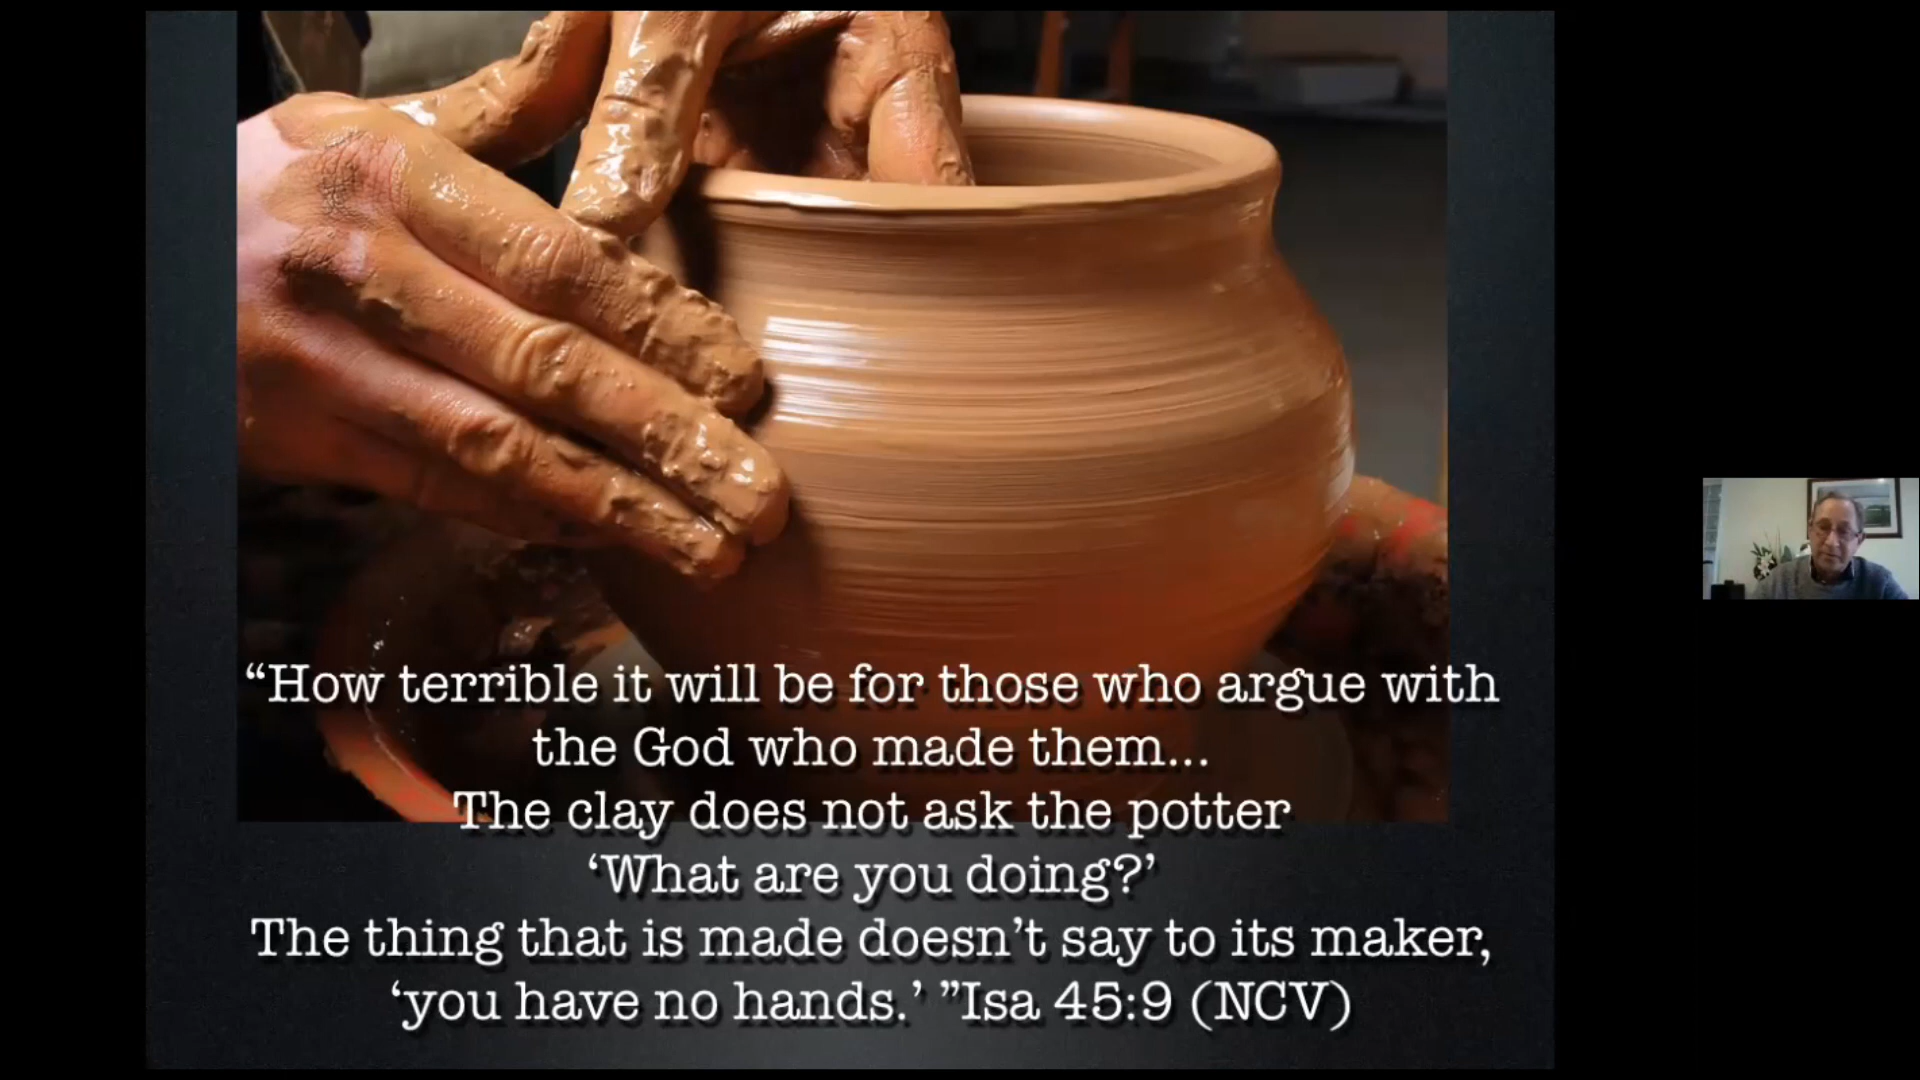 “How terrible it will be for those who argue with
the God who made them...
The clay does not ask the potter
‘What are you doing?’
The thing that is made doesn’t say to its maker,
‘you have no hands.’ ”Isa 45:9 (NCV)